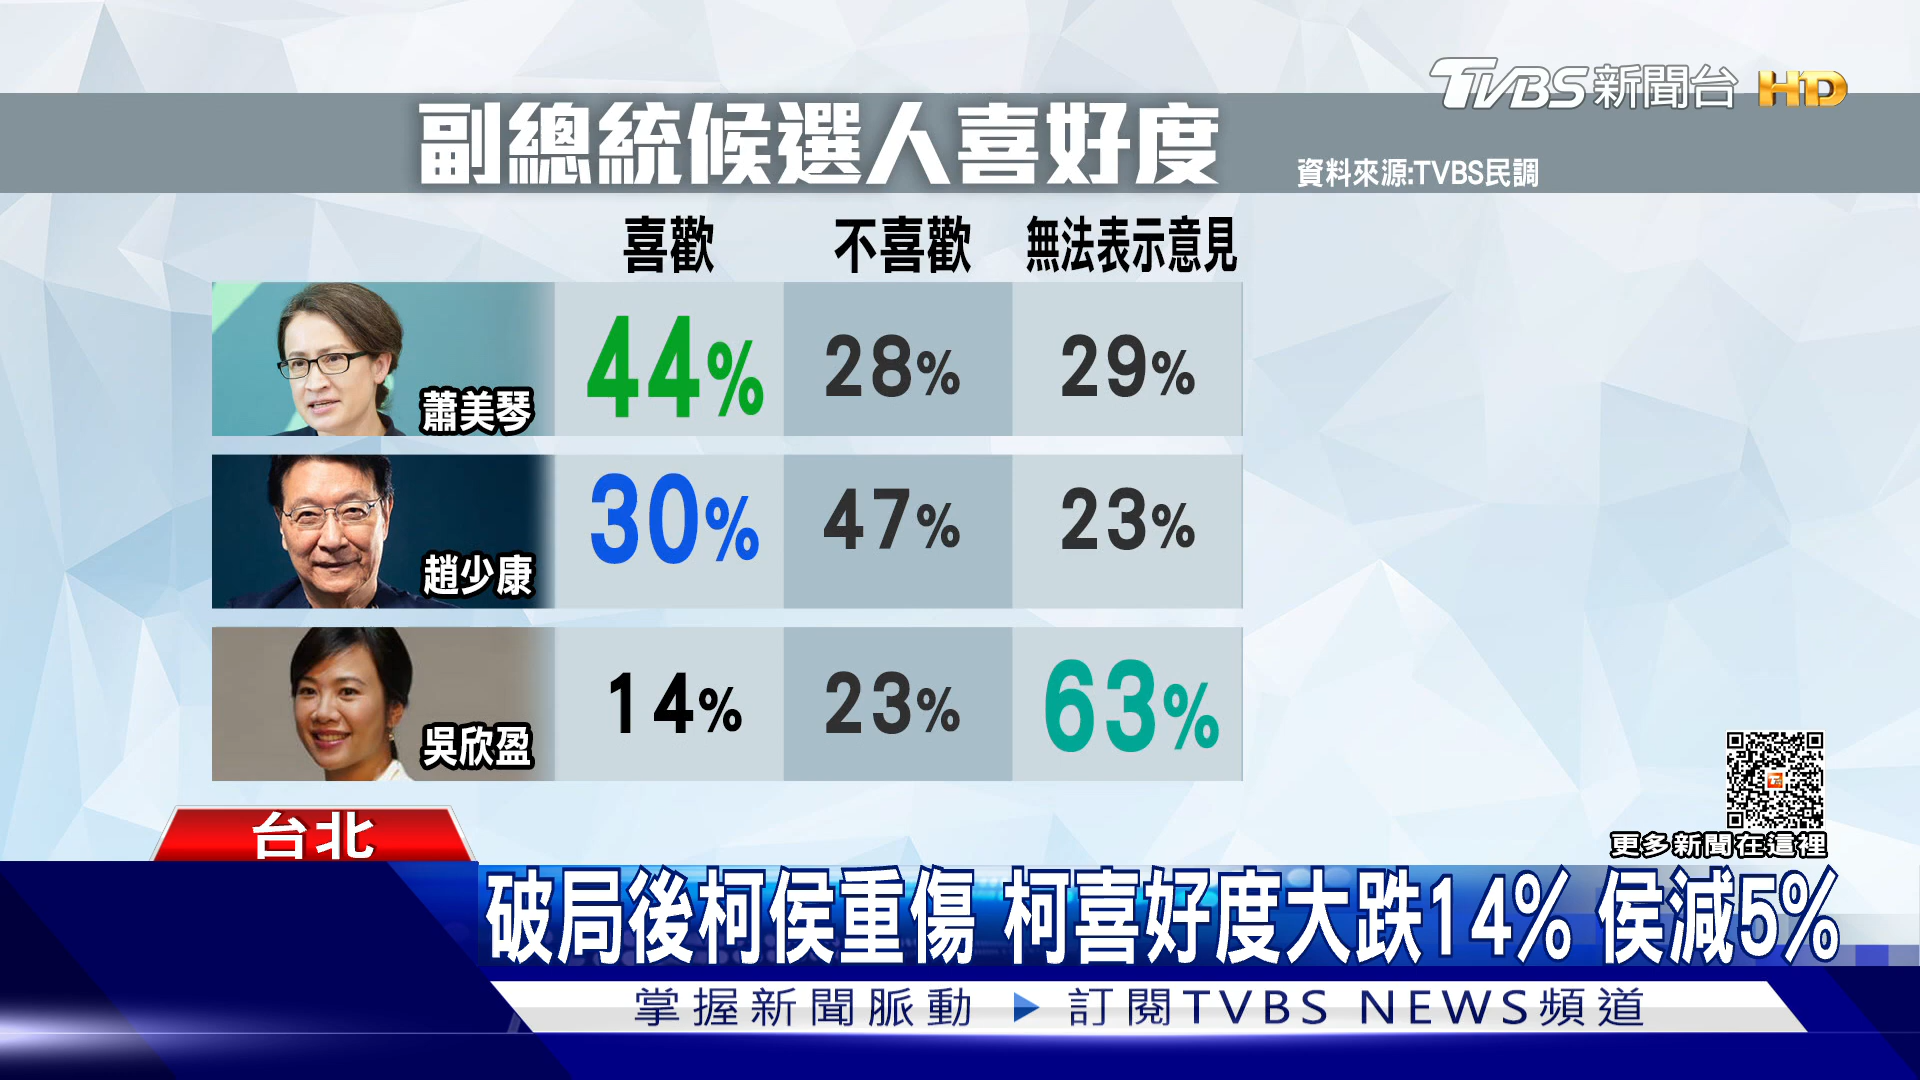 TVBS新聞台 HD
副總統候選人喜好度
資料來源:TVBS民調
喜歡 不喜歡 無法表示意見
蕭美琴 44% 28% 29%
趙少康 30% 47% 23%
吳欣盈 14% 23% 63%
更多新聞在這裡
台北
破局後柯侯重傷 柯喜好度大跌14% 侯減5%
掌握新聞脈動 ▶ 訂閱TVBS NEWS頻道